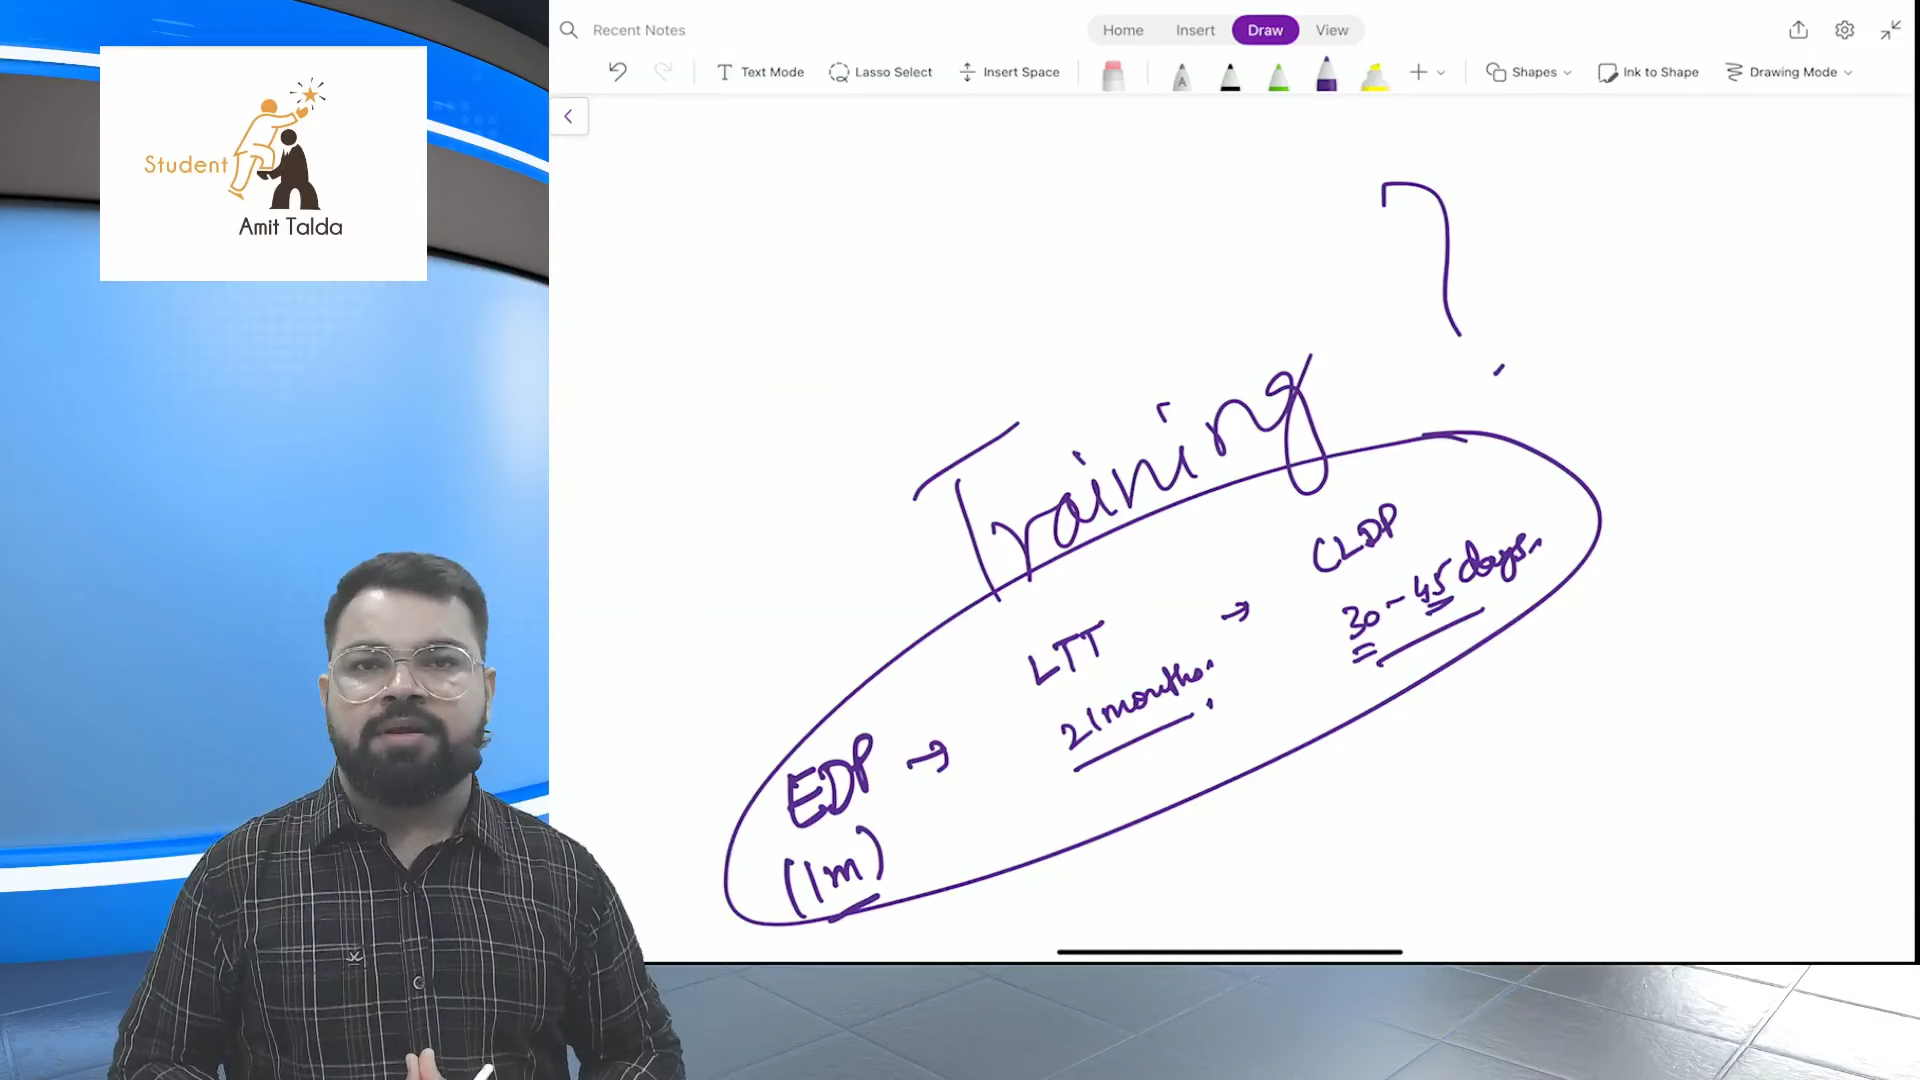 Student
Amit Talda
Recent Notes
Home Insert Draw View
Text Mode Lasso Select Insert Space A Shapes Ink to Shape Drawing Mode
?
Training
CLDP
30-45 days.
LTT
21 months.
EDP
(1m)